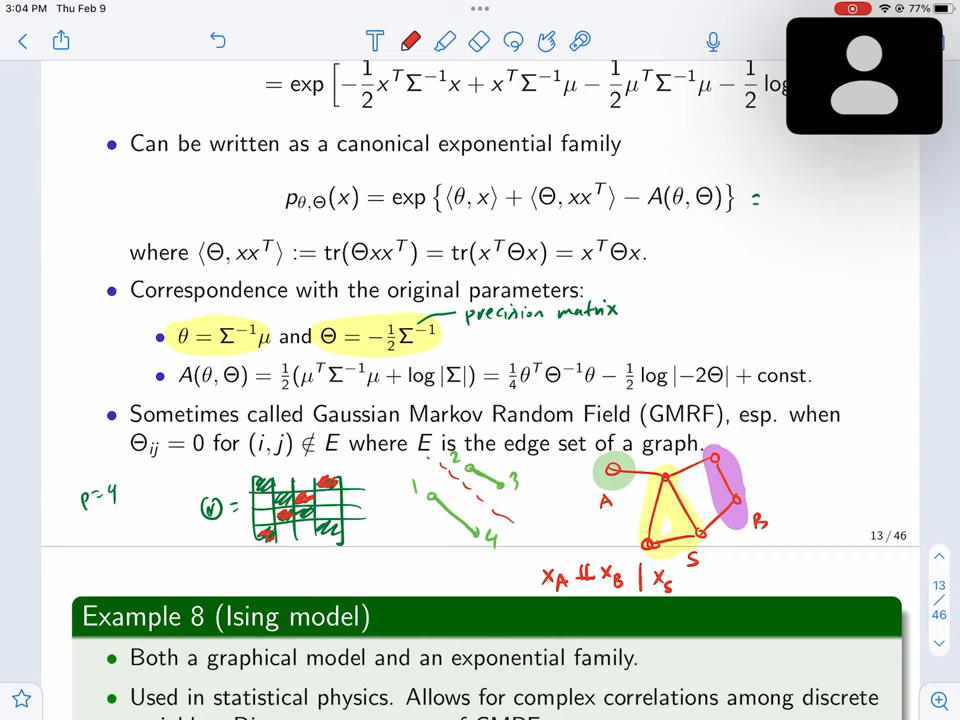 3:04 PM Thu Feb 9
77%
= exp [−1/2 x^T Σ^−1 x + x^T Σ^−1 μ − 1/2 μ^T Σ^−1 μ − 1/2 log
• Can be written as a canonical exponential family
p_θ,Θ(x) = exp {⟨θ, x⟩ + ⟨Θ, xx^T⟩ − A(θ, Θ)} =
where ⟨Θ, xx^T⟩ := tr(Θxx^T) = tr(x^TΘx) = x^TΘx.
• Correspondence with the original parameters:
precision matrix
• θ = Σ^−1 μ and Θ = −1/2 Σ^−1
• A(θ, Θ) = 1/2(μ^T Σ^−1 μ + log |Σ|) = 1/4 θ^T Θ^−1 θ − 1/2 log |−2Θ| + const.
• Sometimes called Gaussian Markov Random Field (GMRF), esp. when
Θ_ij = 0 for (i, j) ∉ E where E is the edge set of a graph.
p=4
Θ =
1 2 3 4
A S B
x_A ⫫ x_B | x_S
13 / 46
13
/
46
Example 8 (Ising model)
• Both a graphical model and an exponential family.
• Used in statistical physics. Allows for complex correlations among discrete